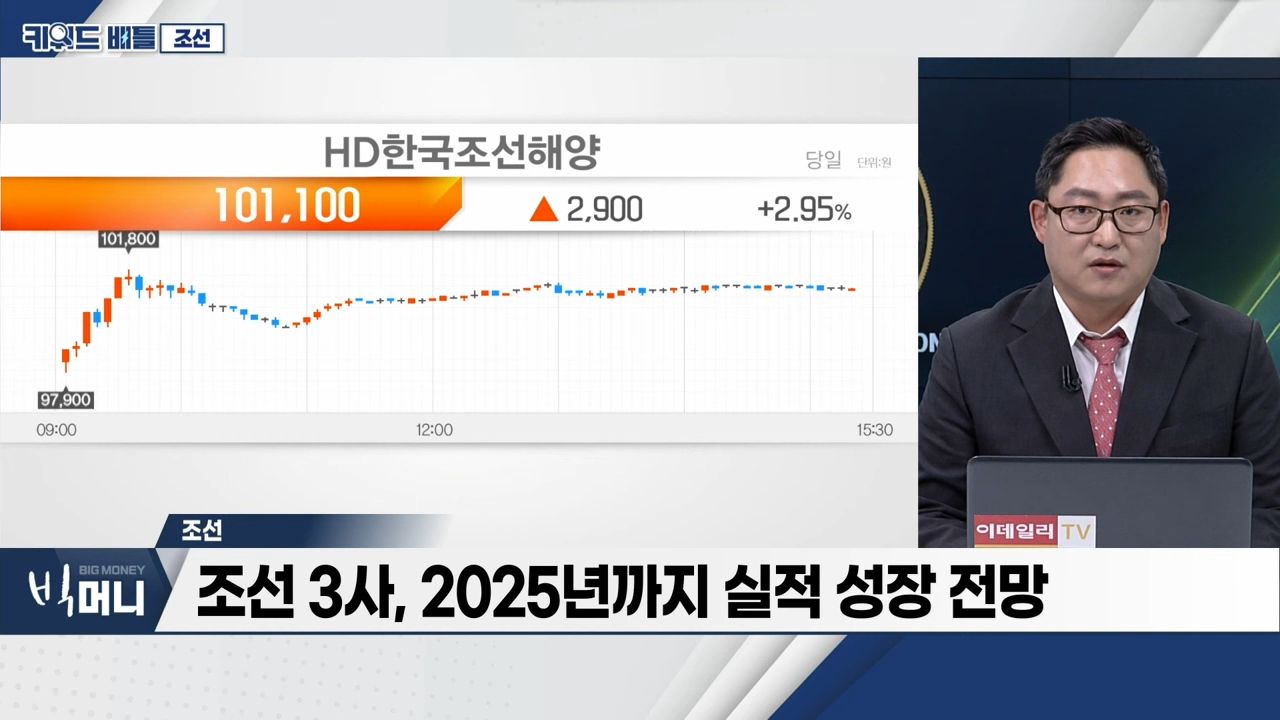 키워드 배틀 조선
HD한국조선해양
당일 단위:원
101,100 ▲ 2,900 +2.95%
101,800
97,900
09:00 12:00 15:30
ON
이데일리 TV
조선
BIG MONEY
빅머니
조선 3사, 2025년까지 실적 성장 전망